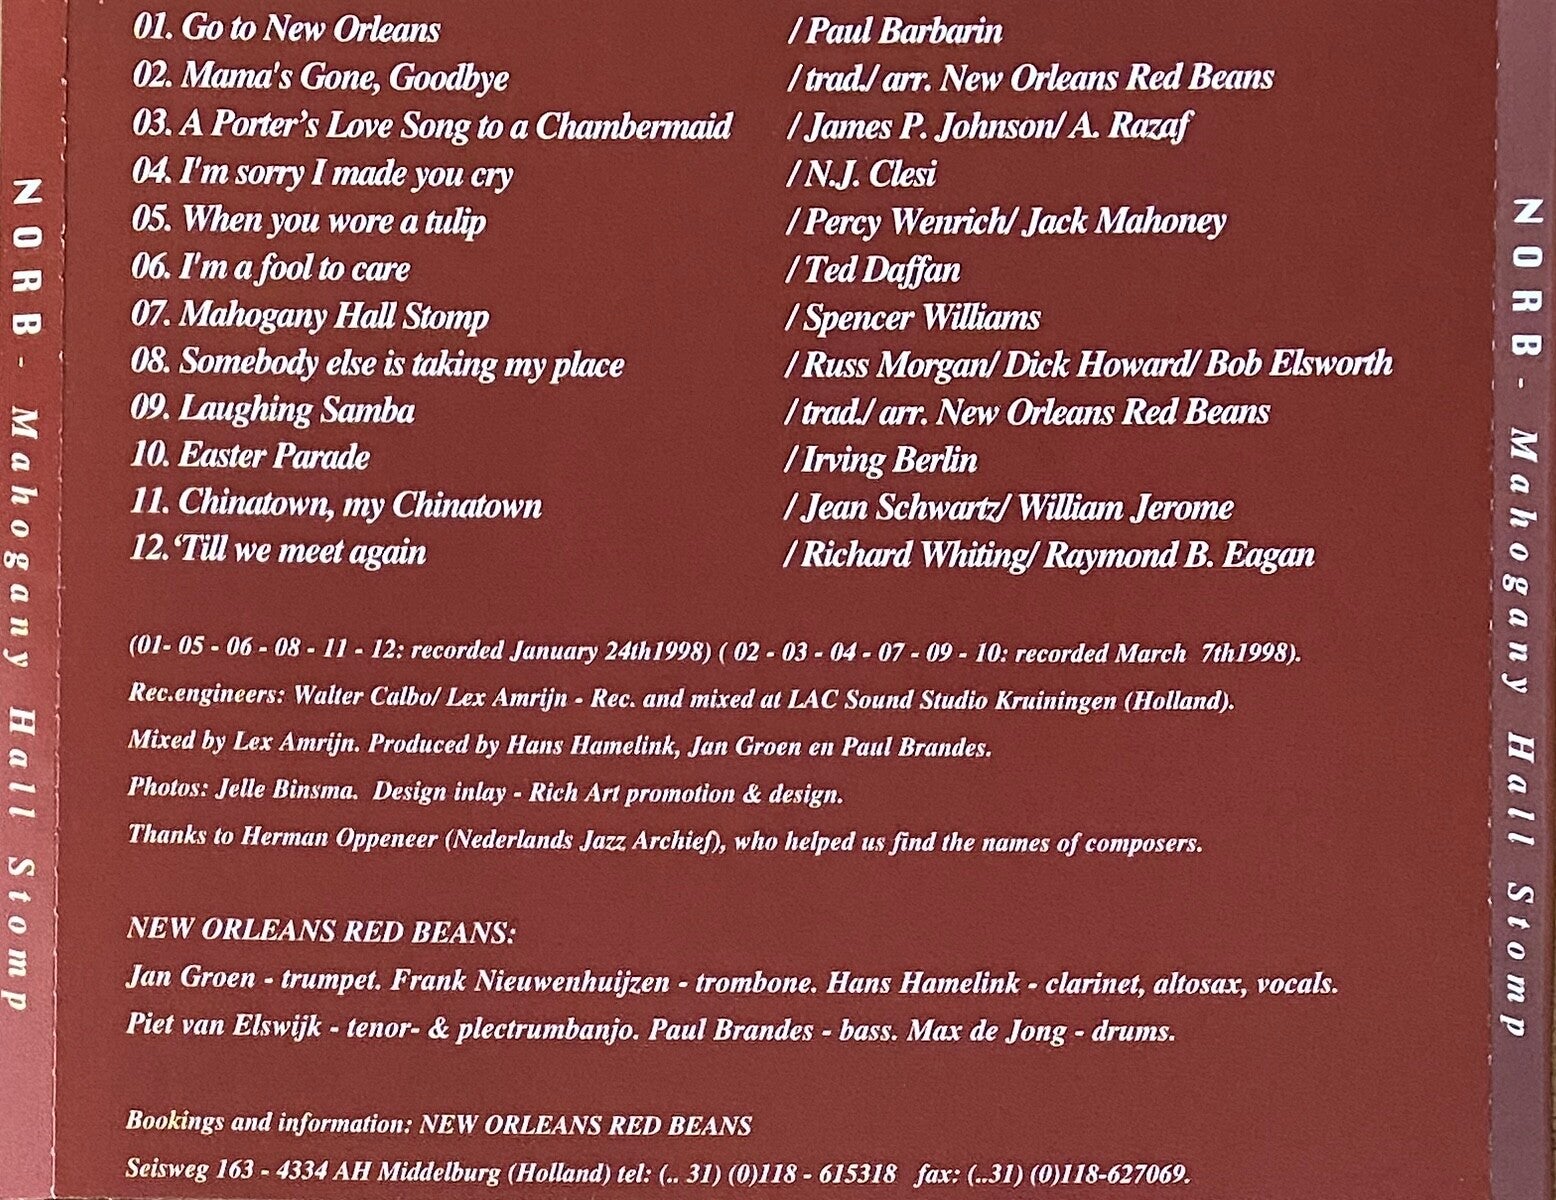 01. Go to New Orleans / Paul Barbarin
02. Mama's Gone, Goodbye / trad./ arr. New Orleans Red Beans
03. A Porter’s Love Song to a Chambermaid / James P. Johnson/ A. Razaf
04. I'm sorry I made you cry / N.J. Clesi
05. When you wore a tulip / Percy Wenrich/ Jack Mahoney
06. I'm a fool to care / Ted Daffan
07. Mahogany Hall Stomp / Spencer Williams
08. Somebody else is taking my place / Russ Morgan/ Dick Howard/ Bob Elsworth
09. Laughing Samba / trad./ arr. New Orleans Red Beans
10. Easter Parade / Irving Berlin
11. Chinatown, my Chinatown / Jean Schwartz/ William Jerome
12. ‘Till we meet again / Richard Whiting/ Raymond B. Eagan
(01- 05 - 06 - 08 - 11 - 12: recorded January 24th1998) ( 02 - 03 - 04 - 07 - 09 - 10: recorded March 7th1998).
Rec.engineers: Walter Calbo/ Lex Amrijn - Rec. and mixed at LAC Sound Studio Kruiningen (Holland).
Mixed by Lex Amrijn. Produced by Hans Hamelink, Jan Groen en Paul Brandes.
Photos: Jelle Binsma. Design inlay - Rich Art promotion & design.
Thanks to Herman Oppeneer (Nederlands Jazz Archief), who helped us find the names of composers.
NEW ORLEANS RED BEANS:
Jan Groen - trumpet. Frank Nieuwenhuijzen - trombone. Hans Hamelink - clarinet, altosax, vocals.
Piet van Elswijk - tenor- & plectrumbanjo. Paul Brandes - bass. Max de Jong - drums.
Bookings and information: NEW ORLEANS RED BEANS
Seisweg 163 - 4334 AH Middelburg (Holland) tel: (.. 31) (0)118 - 615318 fax: (..31) (0)118-627069.
NORB - Mahogany Hall Stomp
NORB - Mahogany Hall Stomp